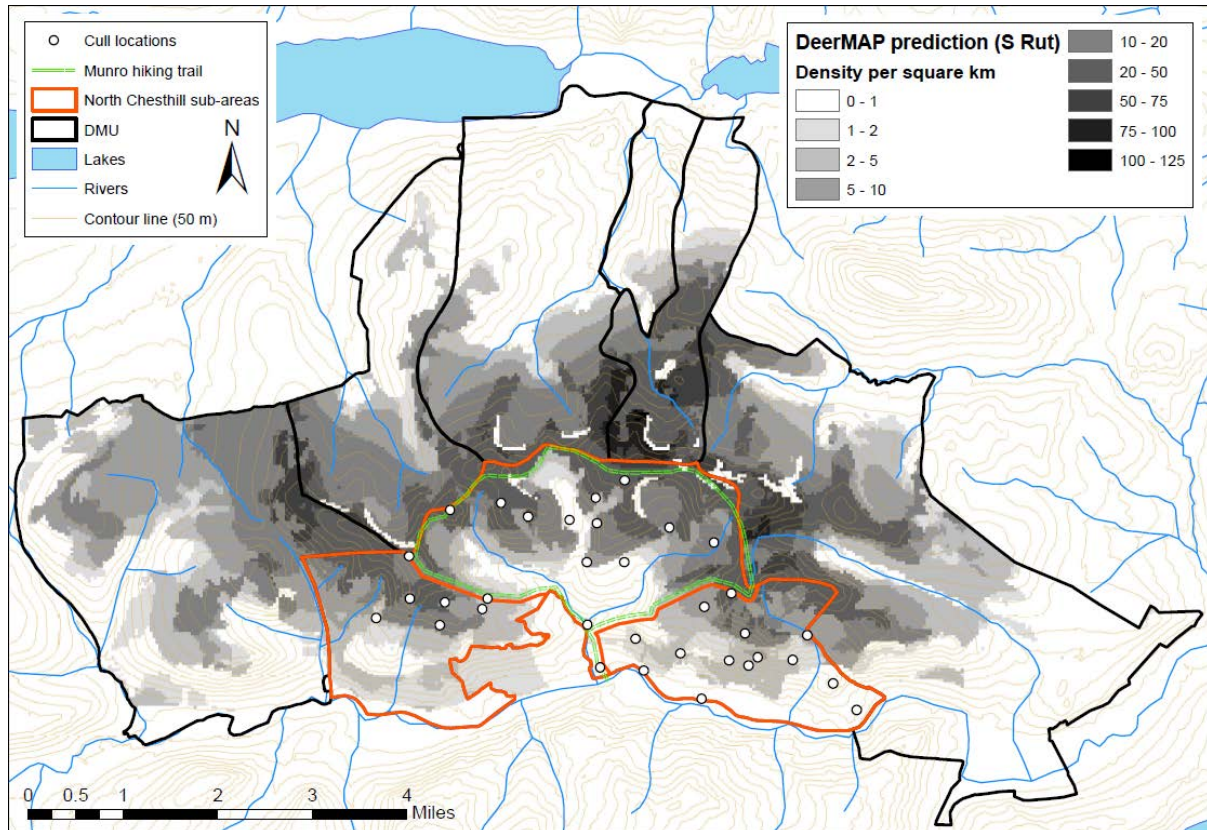 Cull locations
Munro hiking trail
North Chesthill sub-areas
DMU
Lakes
Rivers
Contour line (50 m)
N
DeerMAP prediction (S Rut)
Density per square km
0 - 1
1 - 2
2 - 5
5 - 10
10 - 20
20 - 50
50 - 75
75 - 100
100 - 125
0 0.5 1 2 3 4
Miles